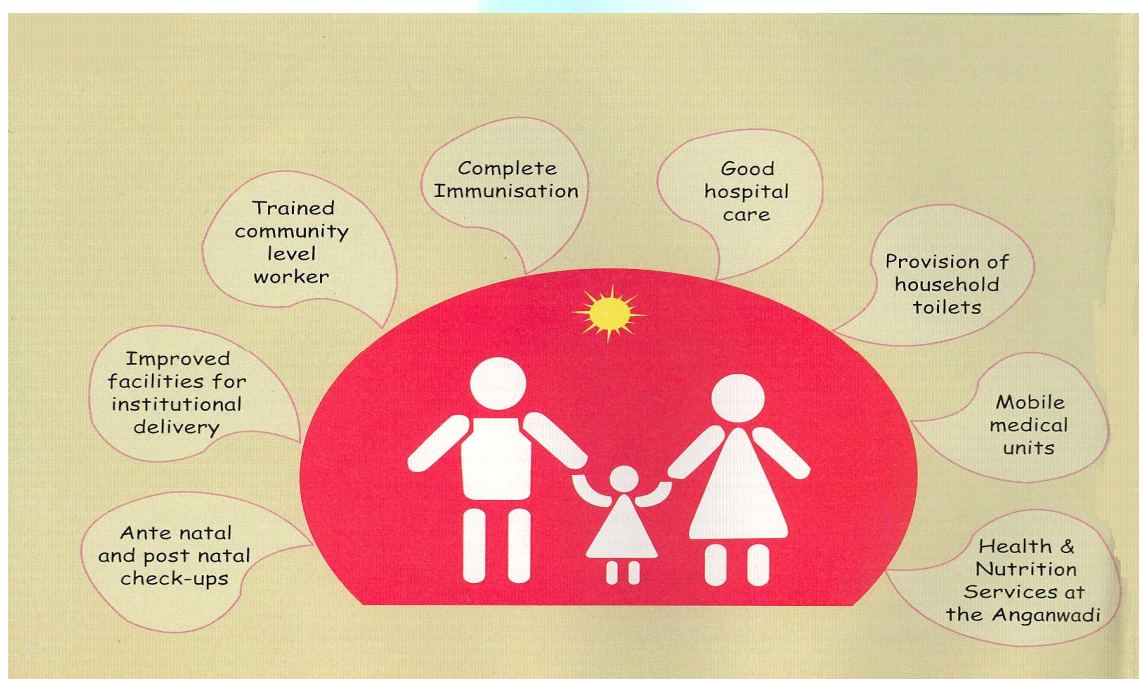 Complete
Immunisation
Good
hospital
care
Trained
community
level
worker
Provision of
household
toilets
Improved
facilities for
institutional
delivery
Mobile
medical
units
Ante natal
and post natal
check-ups
Health &
Nutrition
Services at
the Anganwadi